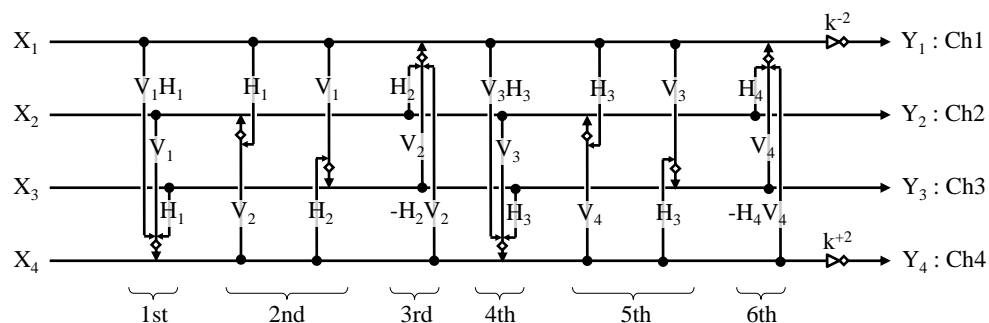 k⁻²
X₁ Y₁ : Ch1
V₁H₁ H₁ V₁ H₂ V₃H₃ H₃ V₃ H₄
X₂ Y₂ : Ch2
V₁ V₂ V₃ V₄
X₃ Y₃ : Ch3
H₁ V₂ H₂ -H₂V₂ H₃ V₄ H₃ -H₄V₄
k⁺²
X₄ Y₄ : Ch4
1st 2nd 3rd 4th 5th 6th